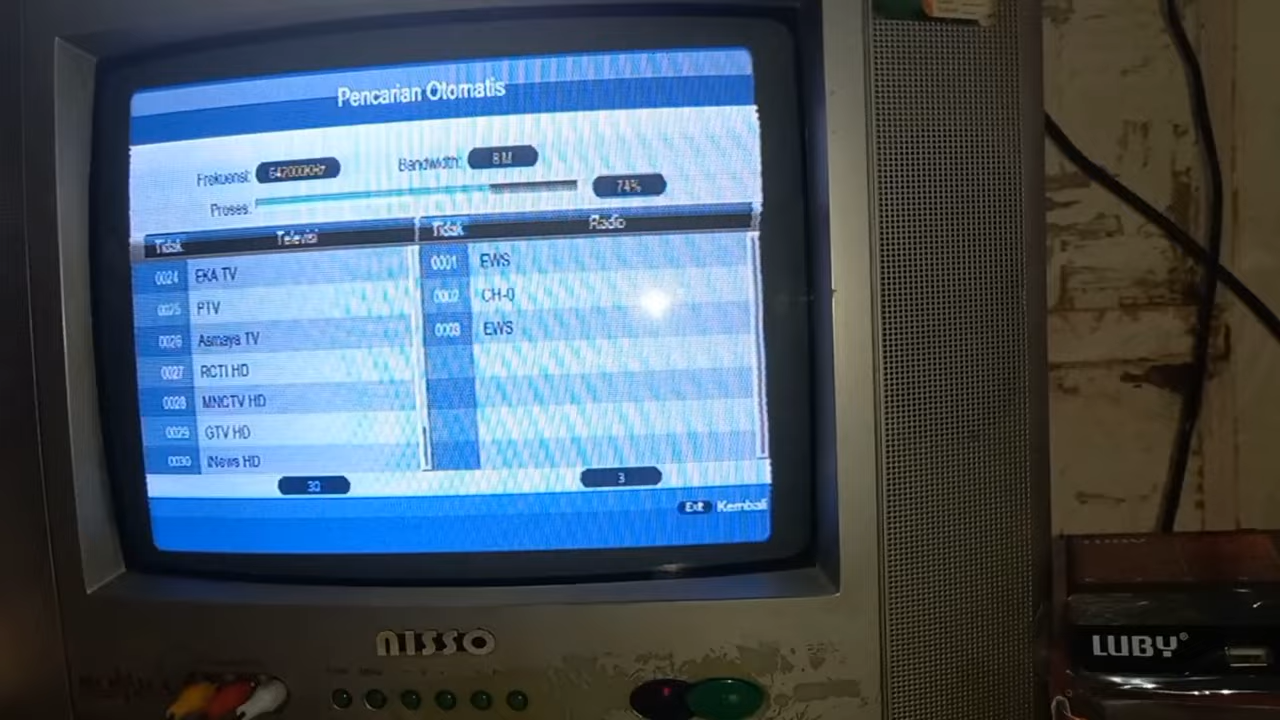 Pencarian Otomatis
Frekuensi: 642000KHz Bandwidth: 8 M
Proses: 74%
Tidak Televisi Tidak Radio
0024 EKA TV 0001 EWS
0025 PTV 0002 CH-0
0026 Asmaya TV 0003 EWS
0027 RCTI HD
0028 MNCTV HD
0029 GTV HD
0030 iNews HD
30 3
Exit Kembali
NISSO
LUBY